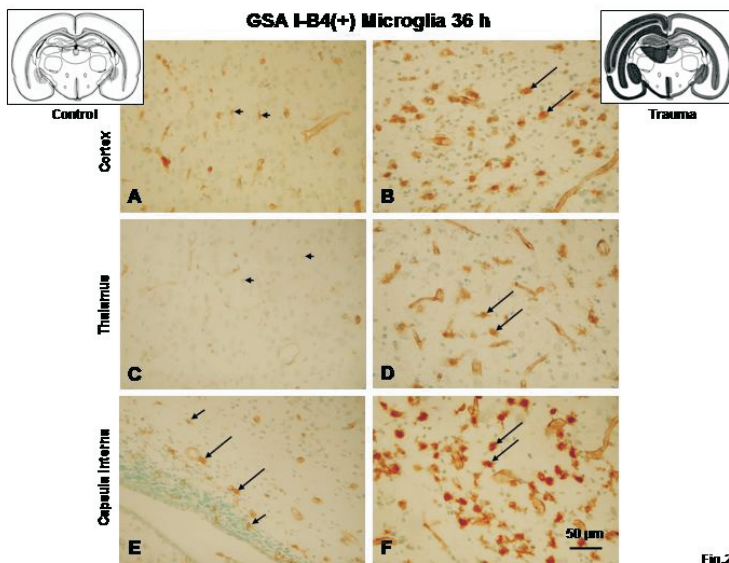 GSA I-B4(+) Microglia 36 h
Control
Trauma
Cortex
A
B
Thalamus
C
D
Capsula interna
E
F
50 µm
Fig.2